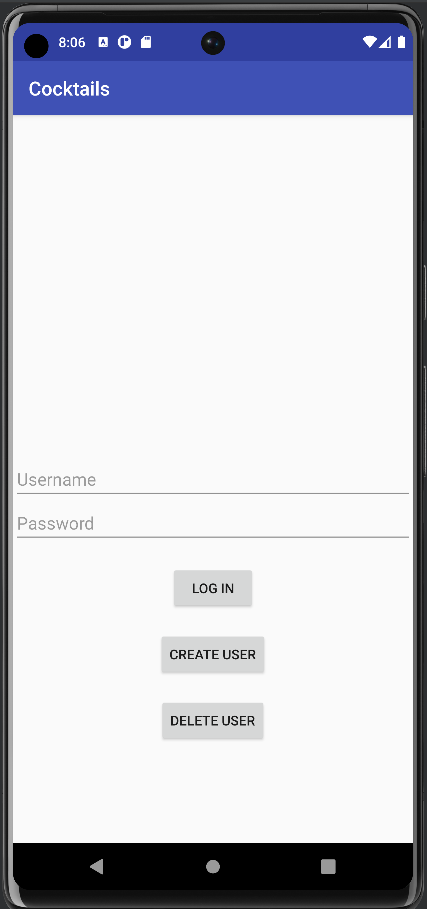 8:06
Cocktails
Username
Password
LOG IN
CREATE USER
DELETE USER